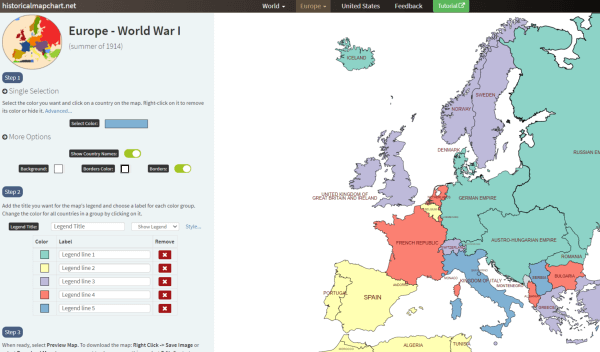 historicalmapchart.net
World
Europe
United States
Feedback
Tutorial
Europe - World War I
(summer of 1914)
Step 1
Single Selection
Select the color you want and click on a country on the map. Right click on it to remove
its color or hide it. Advanced...
Select Color:
More Options
Show Country Names:
Background:
Borders Color:
Borders:
Step 2
Add the title you want for the map's legend and choose a label for each color group.
Change the color for all countries in a group by clicking on it.
Legend Title:
Legend Title
Show Legend
Style...
Color
Label
Remove
Legend line 1
Legend line 2
Legend line 3
Legend line 4
Legend line 5
Step 3
When ready, select Preview Map. To download the map: Right Click -> Save Image or
ICELAND
SWEDEN
NORWAY
RUSSIAN EMP
DENMARK
UNITED KINGDOM OF
GREAT BRITAIN AND IRELAND
GERMAN EMPIRE
FRENCH REPUBLIC
AUSTRO-HUNGARIAN EMPIRE
ROMANIA
KINGDOM OF ITALY
MONTENEGRO
BULGARIA
PORTUGAL
SPAIN
GREECE
ALGERIA
TUNISIA